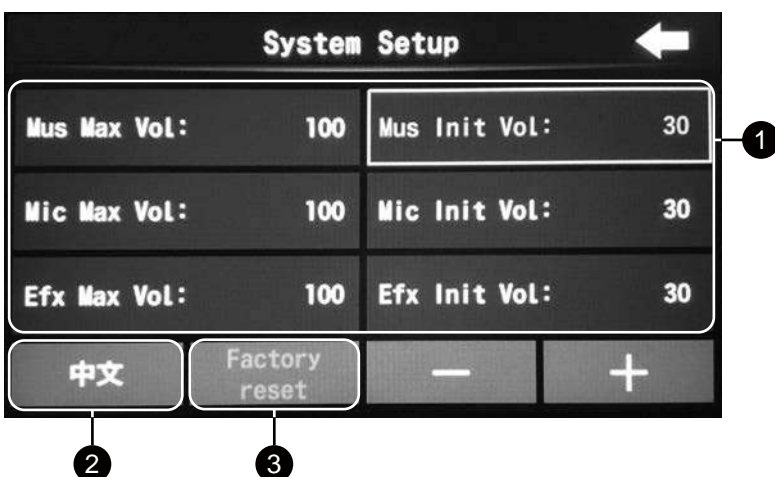 System Setup
Mus Max Vol: 100 Mus Init Vol: 30
1
Mic Max Vol: 100 Mic Init Vol: 30
Efx Max Vol: 100 Efx Init Vol: 30
中文 Factory reset — +
2 3